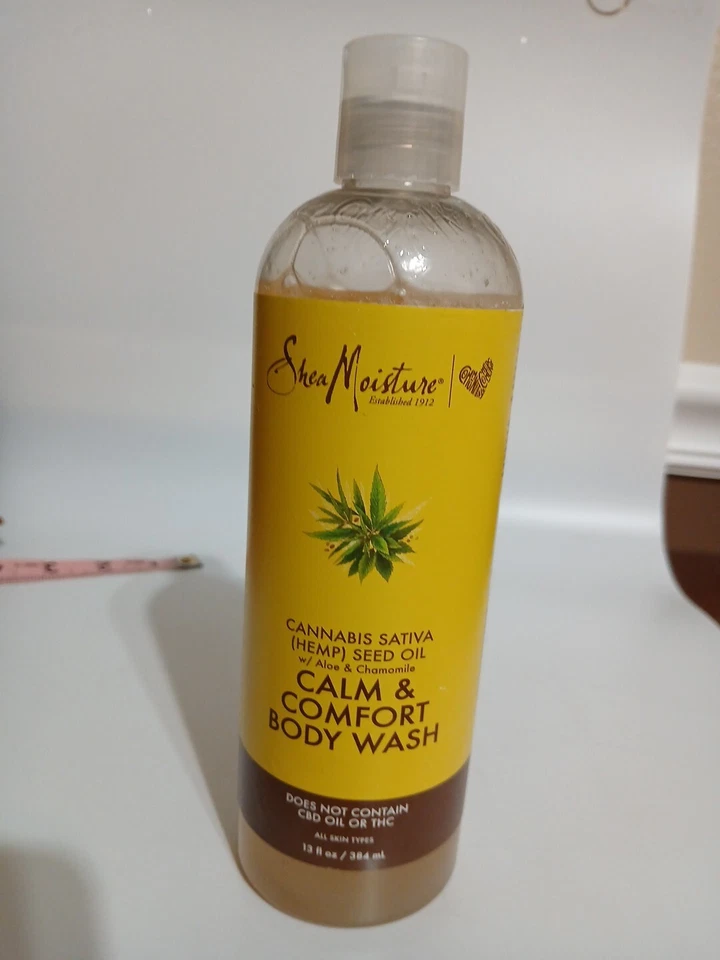 SheaMoisture®
Established 1912
CANNABIS SATIVA
(HEMP) SEED OIL
w/ Aloe & Chamomile
CALM &
COMFORT
BODY WASH
DOES NOT CONTAIN
CBD OIL OR THC
ALL SKIN TYPES
13 fl oz / 384 mL